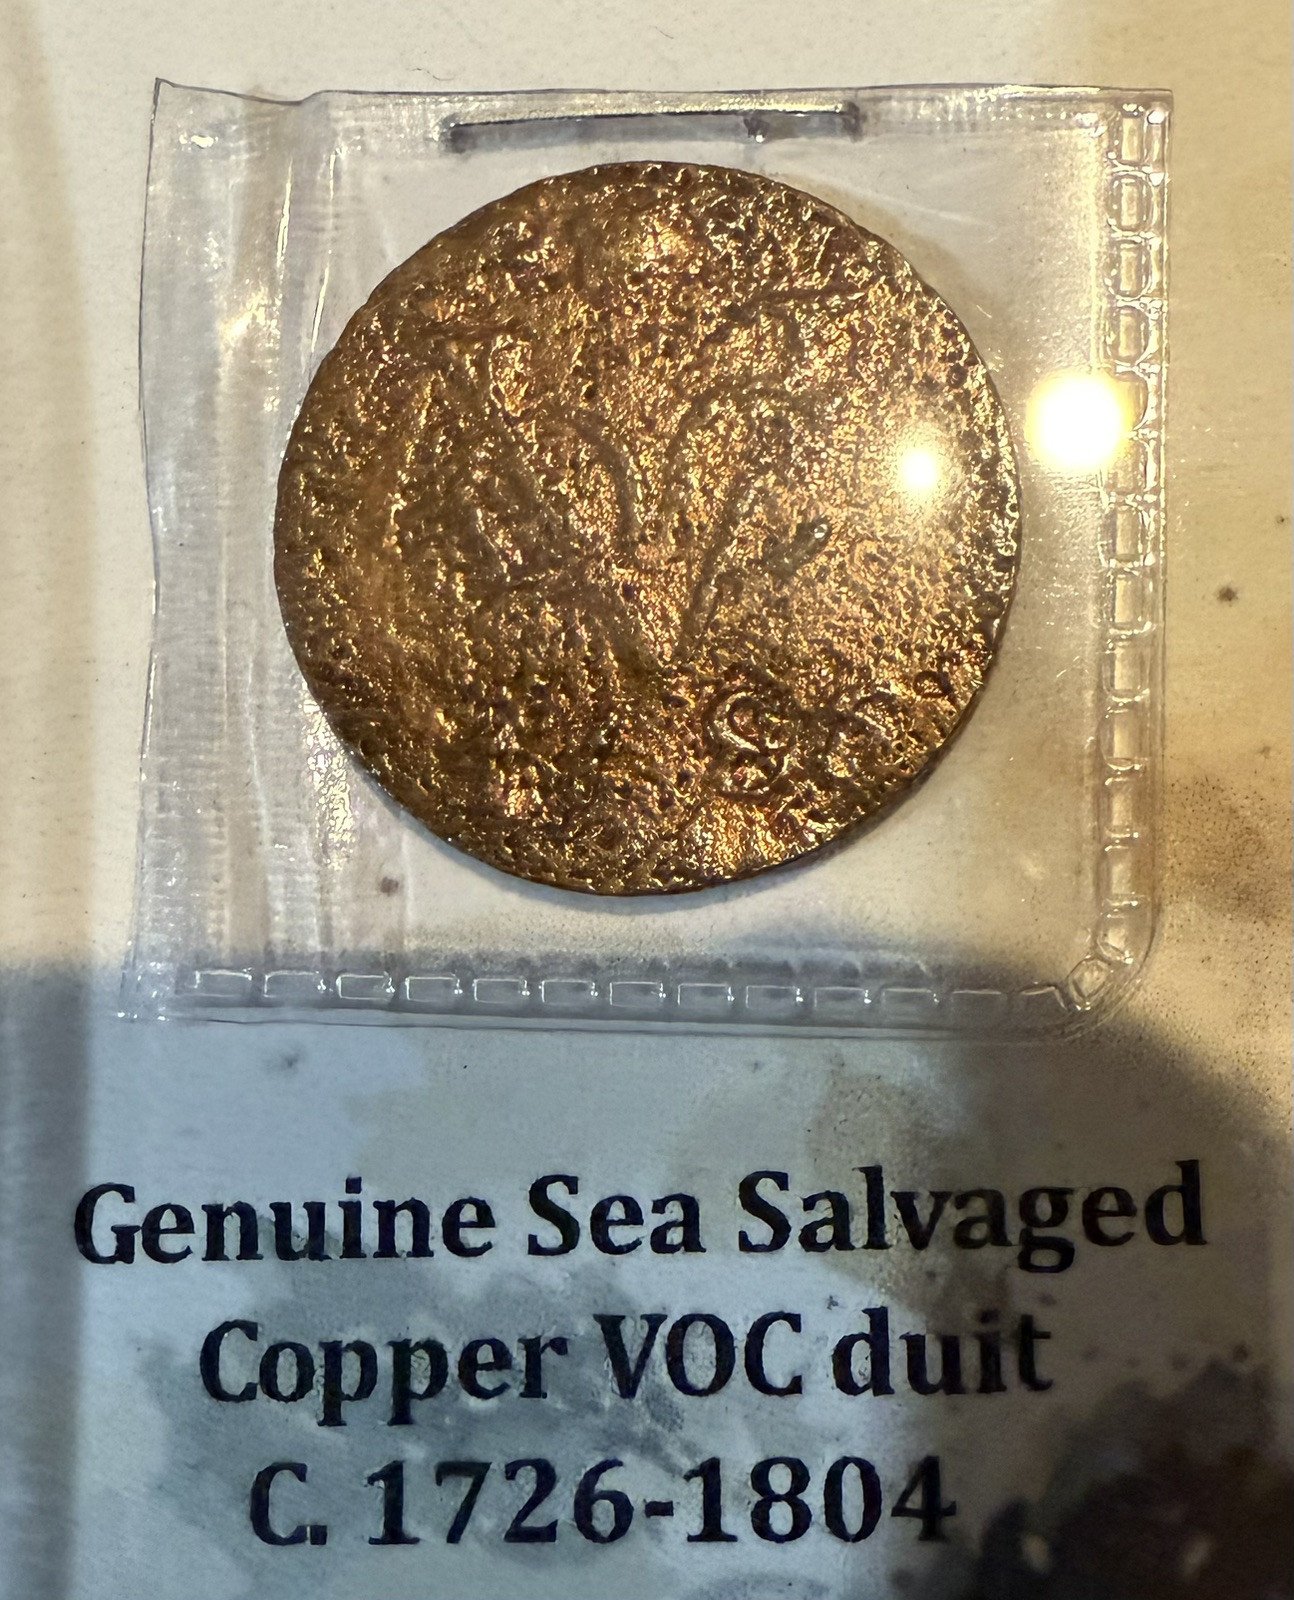 Genuine Sea Salvaged
Copper VOC duit
C. 1726-1804